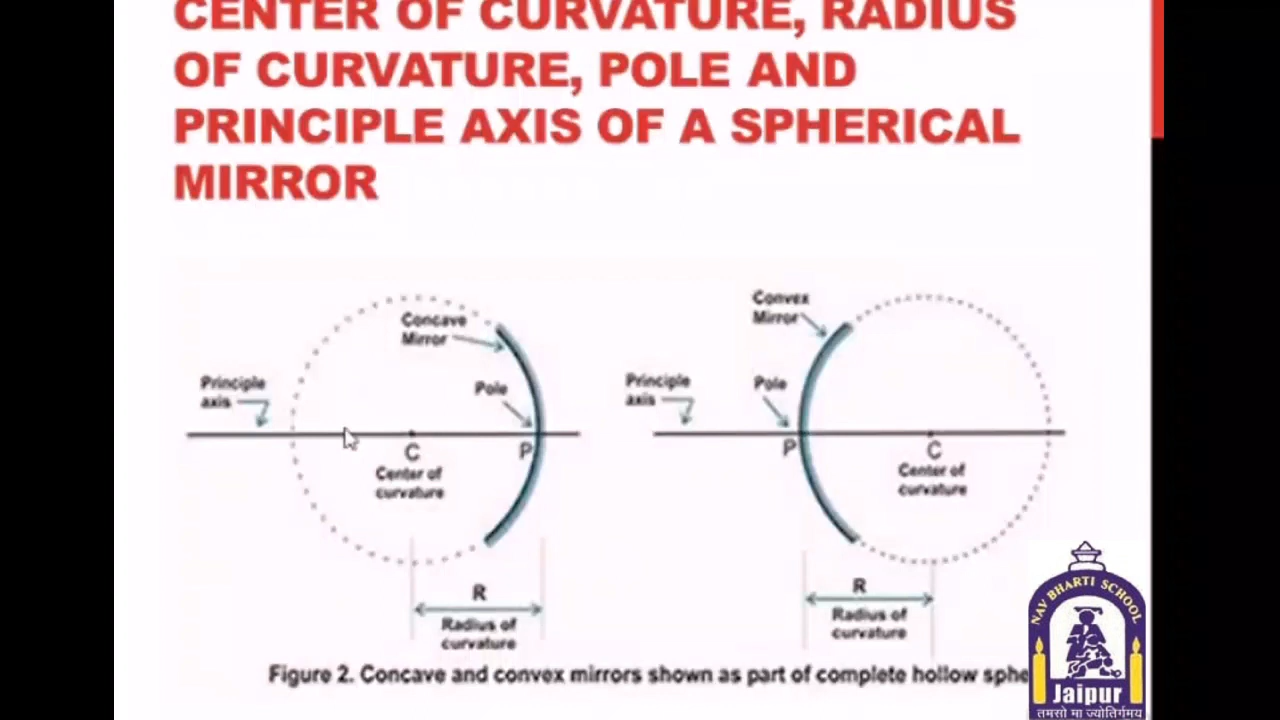 CENTER OF CURVATURE, RADIUS
OF CURVATURE, POLE AND
PRINCIPLE AXIS OF A SPHERICAL
MIRROR
Concave
Mirror
Principle
axis
Pole
C
P
Center of
curvature
R
Radius of
curvature
Convex
Mirror
Principle
axis
Pole
P
C
Center of
curvature
R
Radius of
curvature
Figure 2. Concave and convex mirrors shown as part of complete hollow sphe
NAV BHARTI SCHOOL
Jaipur
तमसो मा ज्योतिर्गमय